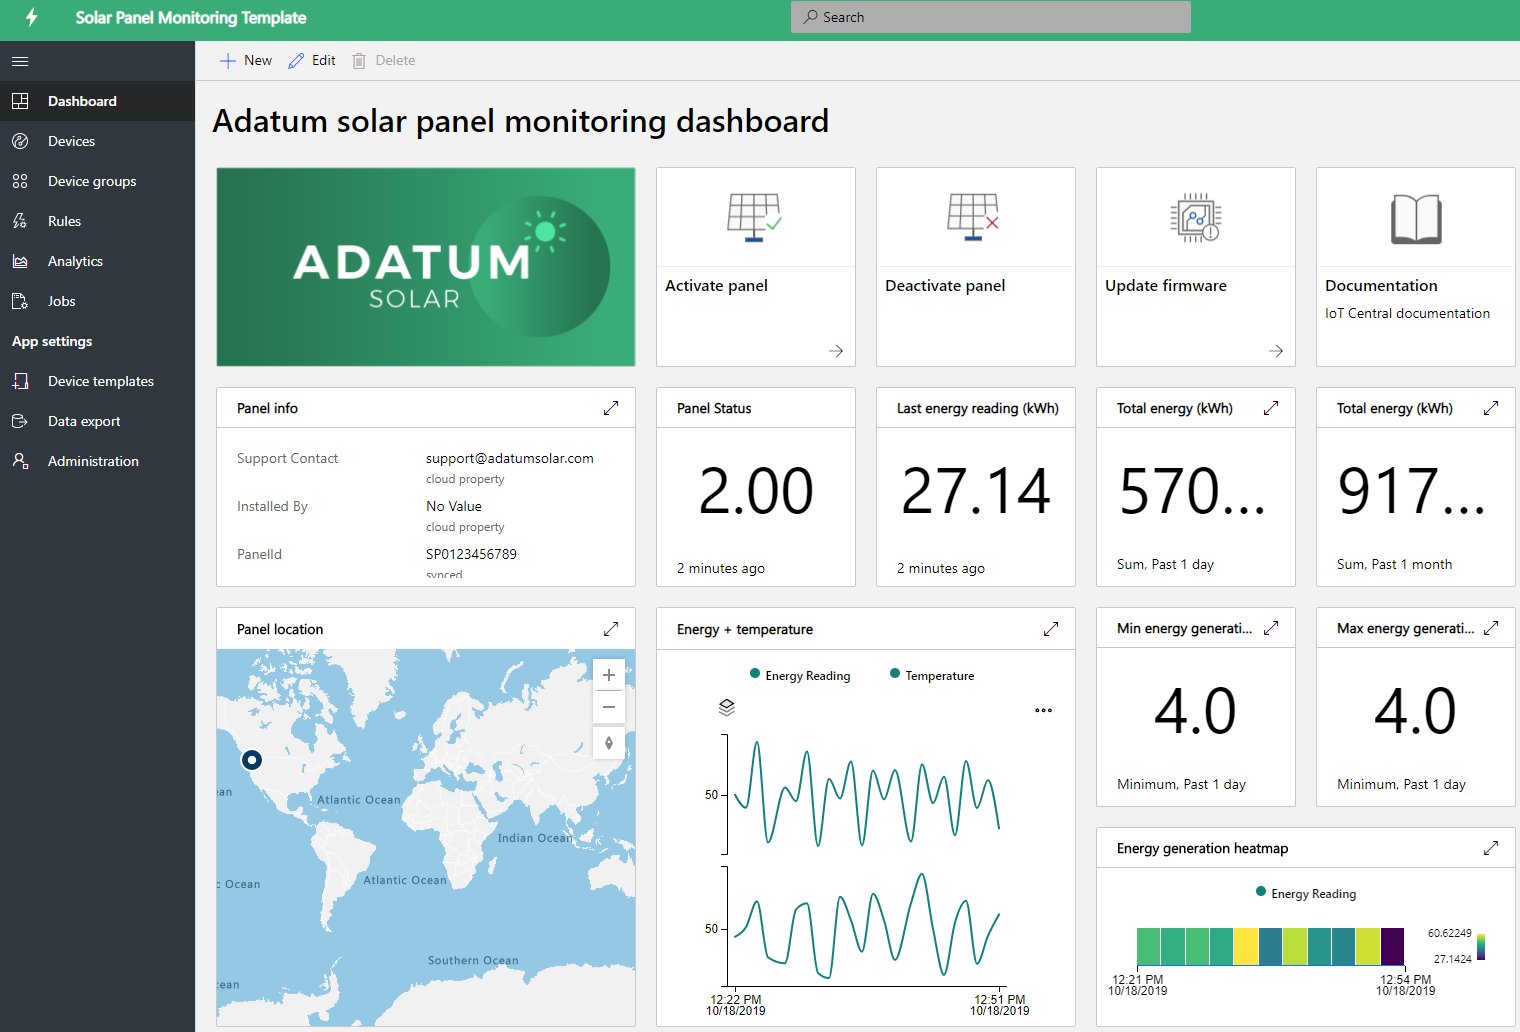 Solar Panel Monitoring Template
Search
New
Edit
Delete
Dashboard
Devices
Device groups
Rules
Analytics
Jobs
App settings
Device templates
Data export
Administration
Adatum solar panel monitoring dashboard
ADATUM
SOLAR
Activate panel
Deactivate panel
Update firmware
Documentation
IoT Central documentation
Panel info
Support Contact
support@adatumsolar.com
cloud property
Installed By
No Value
cloud property
PanelId
SP0123456789
synced
Panel Status
2.00
2 minutes ago
Last energy reading (kWh)
27.14
2 minutes ago
Total energy (kWh)
570...
Sum, Past 1 day
Total energy (kWh)
917...
Sum, Past 1 month
Panel location
ean
Atlantic Ocean
Indian Ocean
c Ocean
Atlantic Ocean
Southern Ocean
cean
Energy + temperature
Energy Reading
Temperature
50
50
12:22 PM
10/18/2019
12:51 PM
10/18/2019
Min energy generati...
4.0
Minimum, Past 1 day
Max energy generati...
4.0
Minimum, Past 1 day
Energy generation heatmap
Energy Reading
60.62249
27.1424
12:21 PM
10/18/2019
12:54 PM
10/18/2019